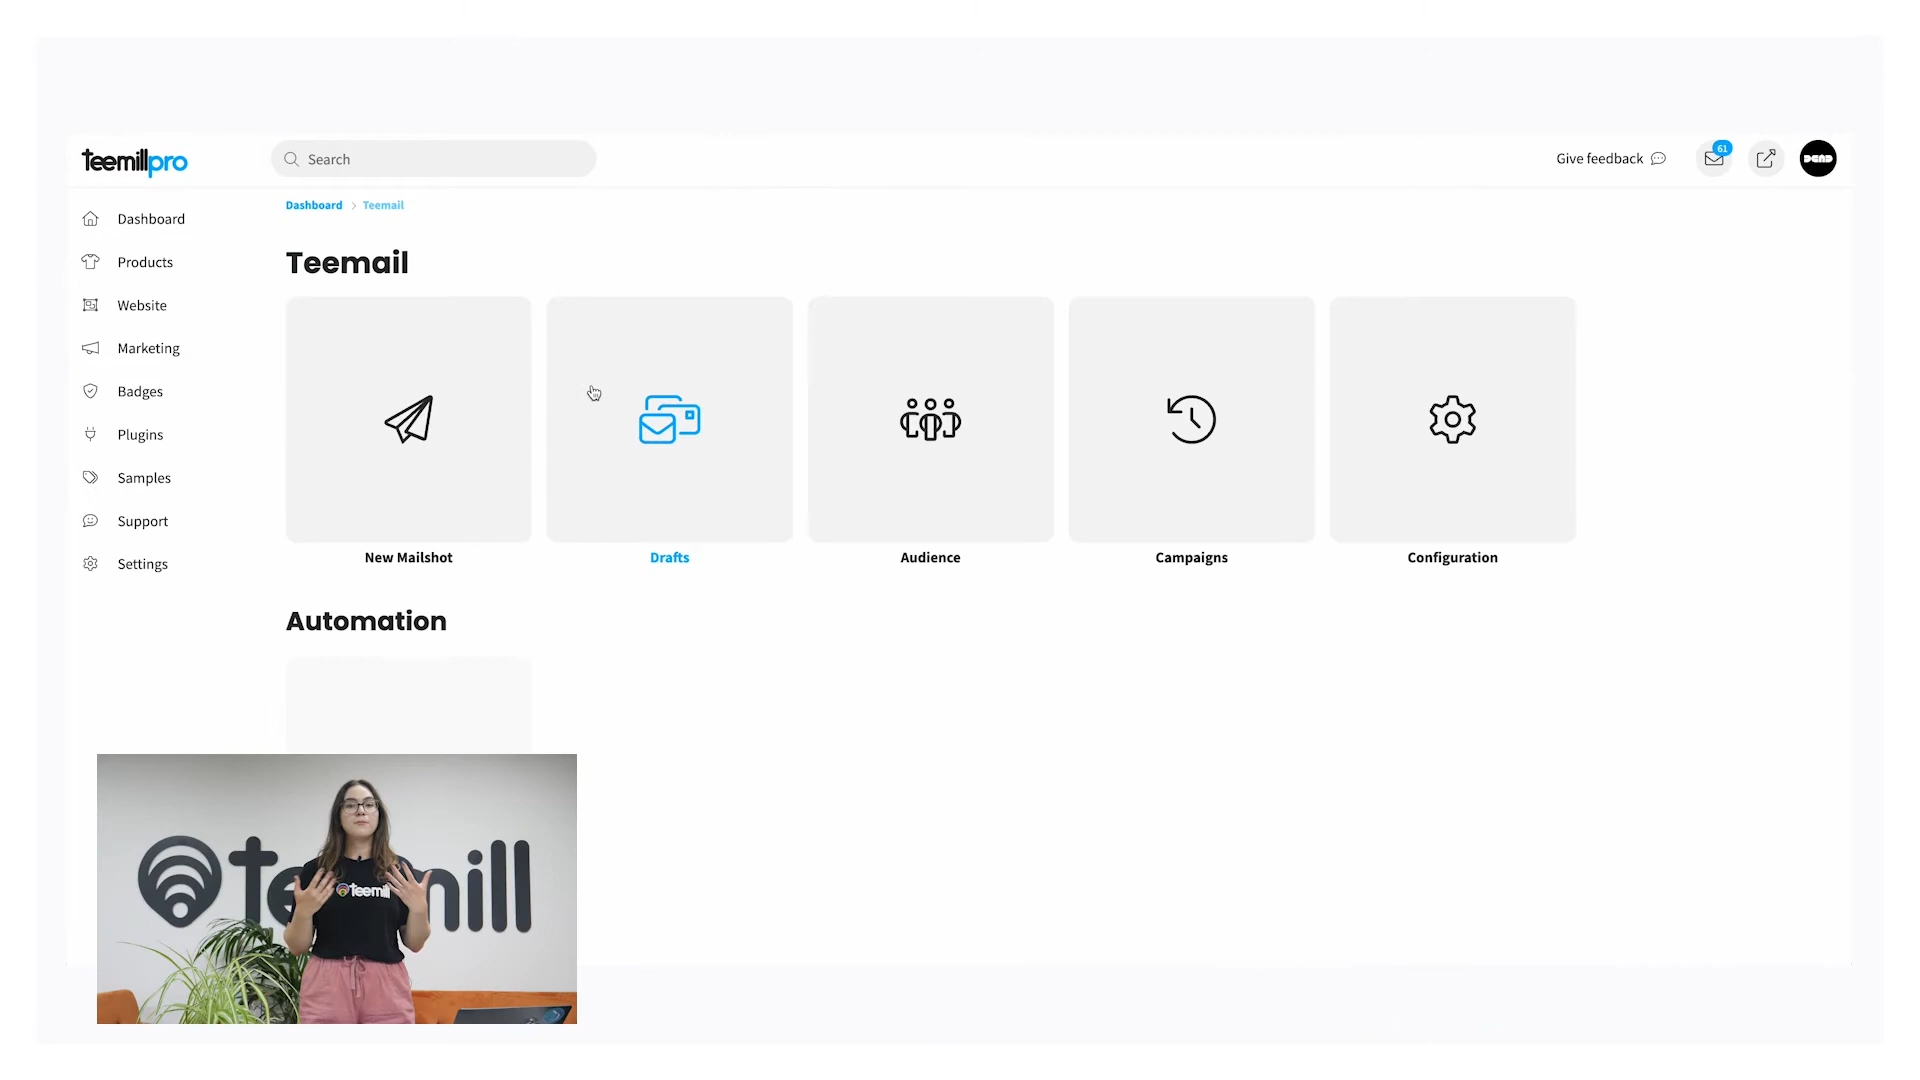 teemillpro
Search
Give feedback
61
DEAD
Dashboard
Products
Website
Marketing
Badges
Plugins
Samples
Support
Settings
Dashboard > Teemail
Teemail
New Mailshot
Drafts
Audience
Campaigns
Configuration
Automation
teemill
teemill